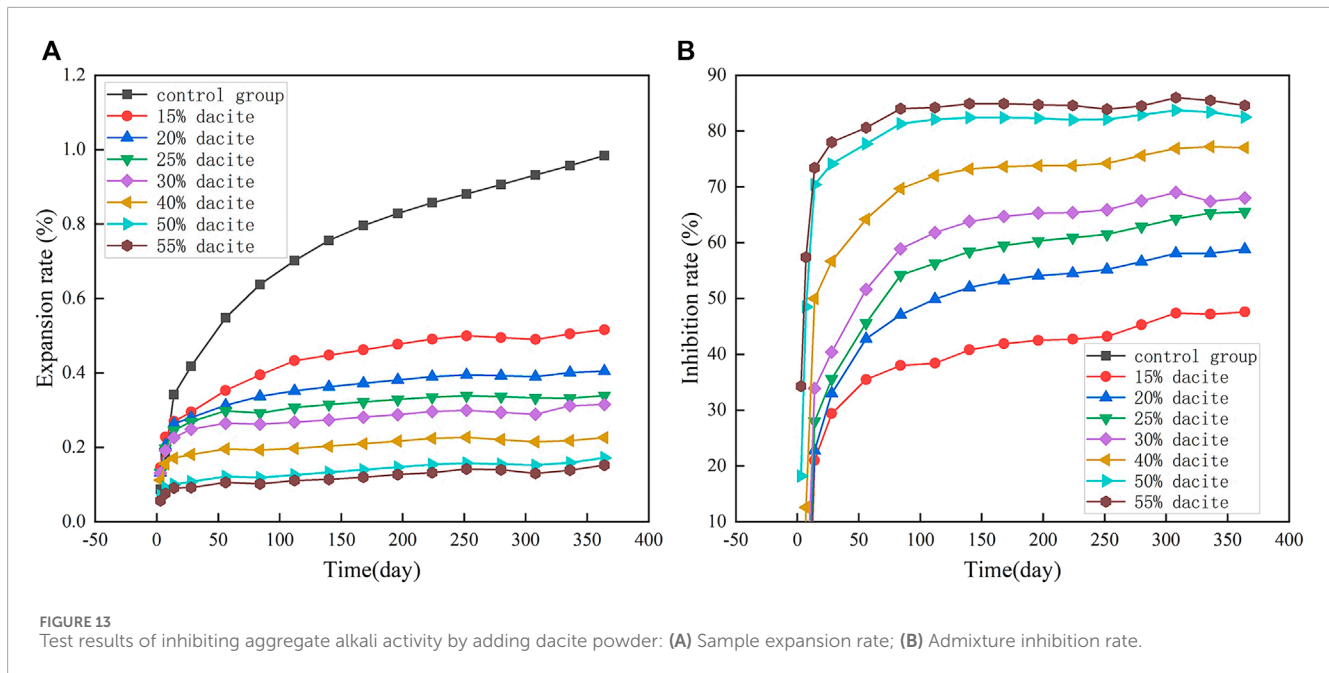 A
1.2
1.0
0.8
0.6
0.4
0.2
0.0
Expansion rate (%)
control group
15% dacite
20% dacite
25% dacite
30% dacite
40% dacite
50% dacite
55% dacite
-50 0 50 100 150 200 250 300 350 400
Time(day)
B
90
80
70
60
50
40
30
20
10
Inhibition rate (%)
control group
15% dacite
20% dacite
25% dacite
30% dacite
40% dacite
50% dacite
55% dacite
-50 0 50 100 150 200 250 300 350 400
Time(day)
FIGURE 13
Test results of inhibiting aggregate alkali activity by adding dacite powder: (A) Sample expansion rate; (B) Admixture inhibition rate.